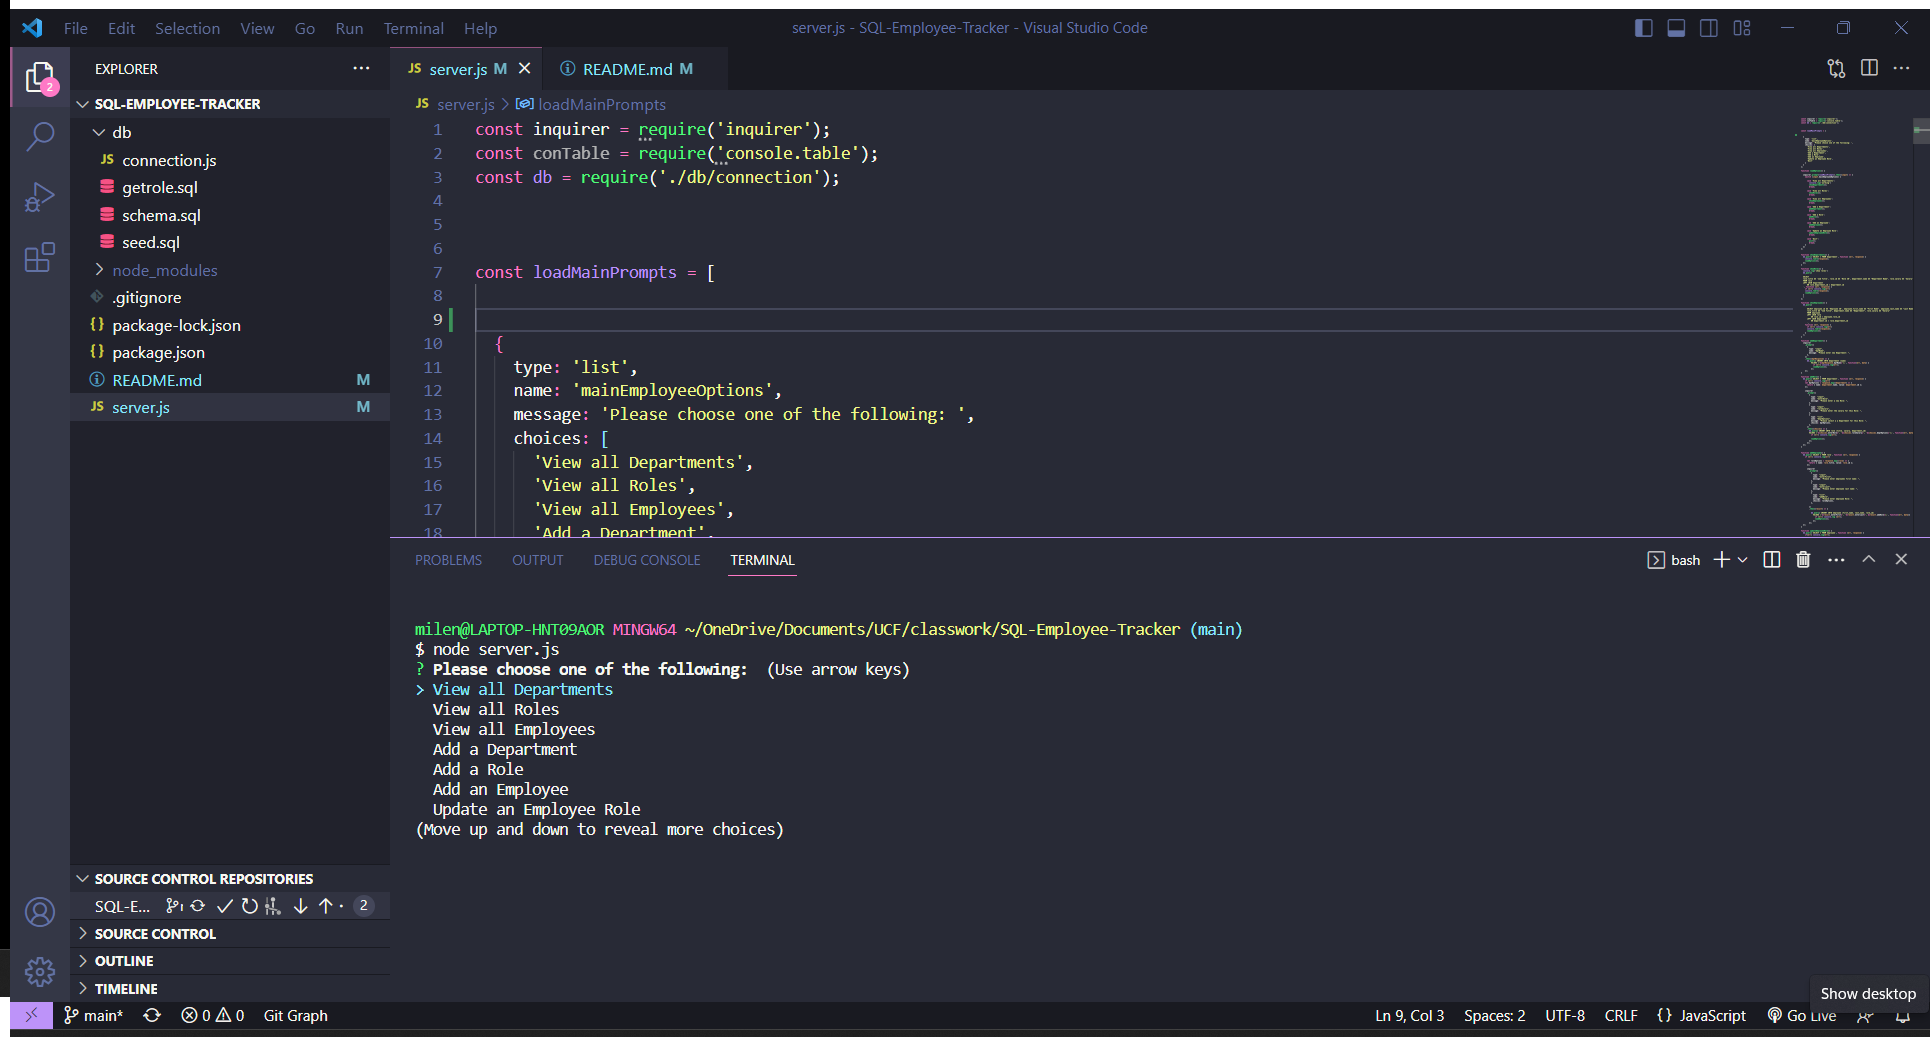 File Edit Selection View Go Run Terminal Help
server.js - SQL-Employee-Tracker - Visual Studio Code
EXPLORER
2
SQL-EMPLOYEE-TRACKER
db
JS connection.js
getrole.sql
schema.sql
seed.sql
node_modules
.gitignore
{} package-lock.json
{} package.json
README.md M
JS server.js M
JS server.js M
README.md M
JS server.js > loadMainPrompts
1 const inquirer = require('inquirer');
2 const conTable = require('console.table');
3 const db = require('./db/connection');
4
5
6
7 const loadMainPrompts = [
8
9
10 {
11 type: 'list',
12 name: 'mainEmployeeOptions',
13 message: 'Please choose one of the following: ',
14 choices: [
15 'View all Departments',
16 'View all Roles',
17 'View all Employees',
18 'Add a Department',
PROBLEMS OUTPUT DEBUG CONSOLE TERMINAL
bash
milen@LAPTOP-HNT09AOR MINGW64 ~/OneDrive/Documents/UCF/classwork/SQL-Employee-Tracker (main)
$ node server.js
? Please choose one of the following:  (Use arrow keys)
> View all Departments
View all Roles
View all Employees
Add a Department
Add a Role
Add an Employee
Update an Employee Role
(Move up and down to reveal more choices)
SOURCE CONTROL REPOSITORIES
SQL-E... 2
SOURCE CONTROL
OUTLINE
TIMELINE
Show desktop
main* 0 0 Git Graph
Ln 9, Col 3 Spaces: 2 UTF-8 CRLF {} JavaScript Go Live